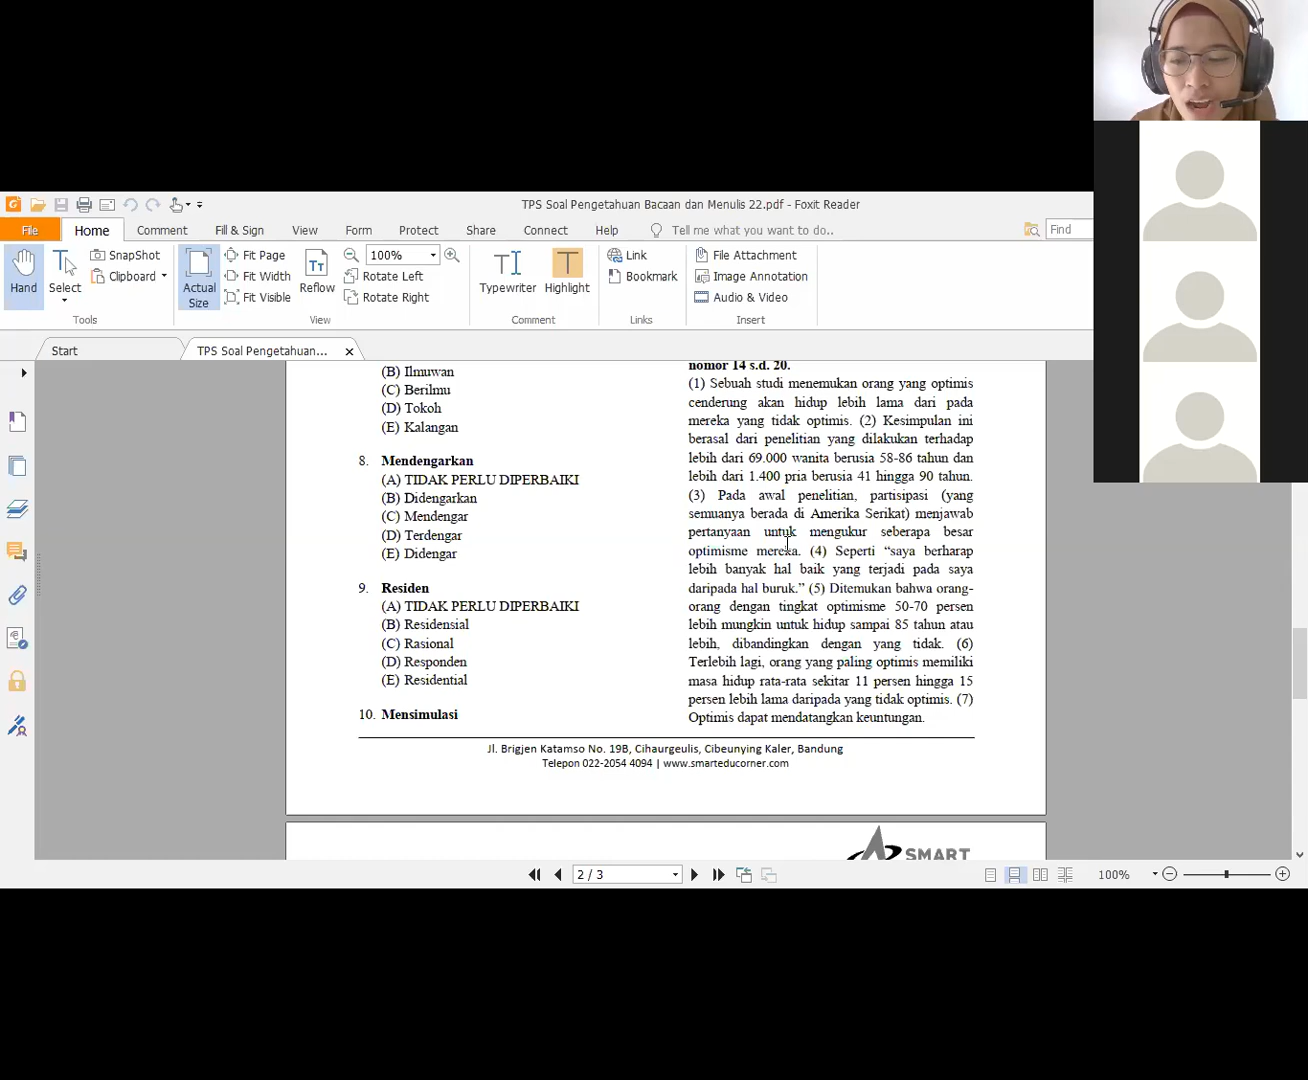 TPS Soal Pengetahuan Bacaan dan Menulis 22.pdf - Foxit Reader
File
Home
Comment
Fill & Sign
View
Form
Protect
Share
Connect
Help
Tell me what you want to do..
Find
Hand
Select
SnapShot
Clipboard
Tools
Actual
Size
Fit Page
Fit Width
Fit Visible
Reflow
100%
Rotate Left
Rotate Right
View
Typewriter
Highlight
Comment
Link
Bookmark
Links
File Attachment
Image Annotation
Audio & Video
Insert
Start
TPS Soal Pengetahuan...
(B) Ilmuwan
(C) Berilmu
(D) Tokoh
(E) Kalangan
8. Mendengarkan
(A) TIDAK PERLU DIPERBAIKI
(B) Didengarkan
(C) Mendengar
(D) Terdengar
(E) Didengar
9. Residen
(A) TIDAK PERLU DIPERBAIKI
(B) Residensial
(C) Rasional
(D) Responden
(E) Residential
10. Mensimulasi
nomor 14 s.d. 20.
(1) Sebuah studi menemukan orang yang optimis
cenderung akan hidup lebih lama dari pada
mereka yang tidak optimis. (2) Kesimpulan ini
berasal dari penelitian yang dilakukan terhadap
lebih dari 69.000 wanita berusia 58-86 tahun dan
lebih dari 1.400 pria berusia 41 hingga 90 tahun.
(3) Pada awal penelitian, partisipasi (yang
semuanya berada di Amerika Serikat) menjawab
pertanyaan untuk mengukur seberapa besar
optimisme mereka. (4) Seperti “saya berharap
lebih banyak hal baik yang terjadi pada saya
daripada hal buruk.” (5) Ditemukan bahwa orang-
orang dengan tingkat optimisme 50-70 persen
lebih mungkin untuk hidup sampai 85 tahun atau
lebih, dibandingkan dengan yang tidak. (6)
Terlebih lagi, orang yang paling optimis memiliki
masa hidup rata-rata sekitar 11 persen hingga 15
persen lebih lama daripada yang tidak optimis. (7)
Optimis dapat mendatangkan keuntungan.
Jl. Brigjen Katamso No. 19B, Cihaurgeulis, Cibeunying Kaler, Bandung
Telepon 022-2054 4094 | www.smarteducorner.com
SMART
2 / 3
100%